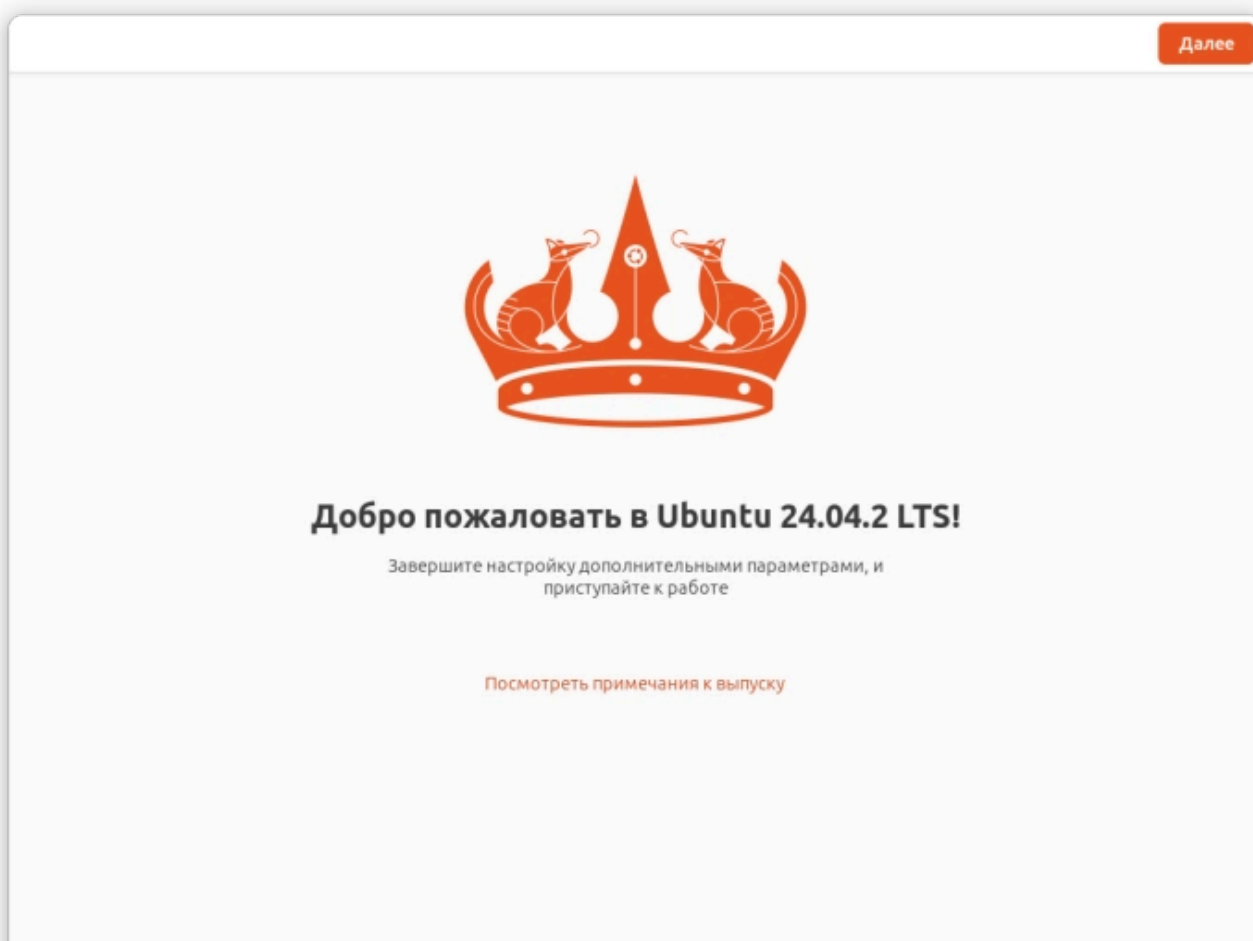 Далее
Добро пожаловать в Ubuntu 24.04.2 LTS!
Завершите настройку дополнительными параметрами, и
приступайте к работе
Посмотреть примечания к выпуску